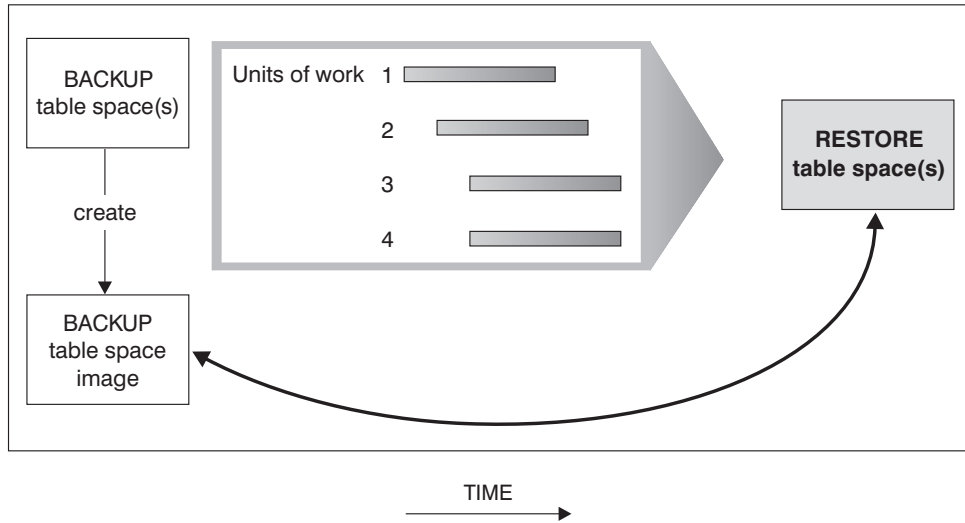 BACKUP
table space(s)
create
BACKUP
table space
image
Units of work 1
2
3
4
RESTORE
table space(s)
TIME